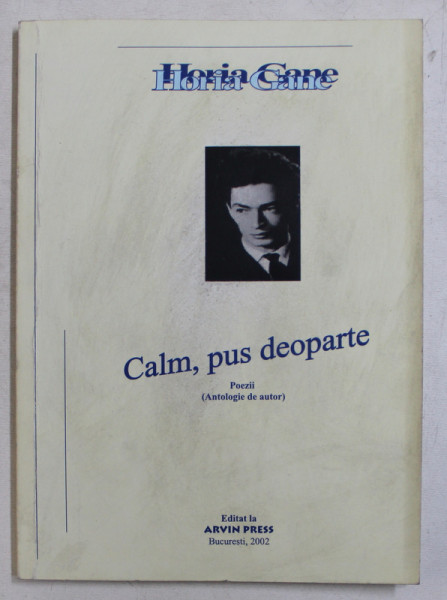 Horia Gane
Calm, pus deoparte
Poezii
(Antologie de autor)
Editat la
ARVIN PRESS
Bucuresti, 2002